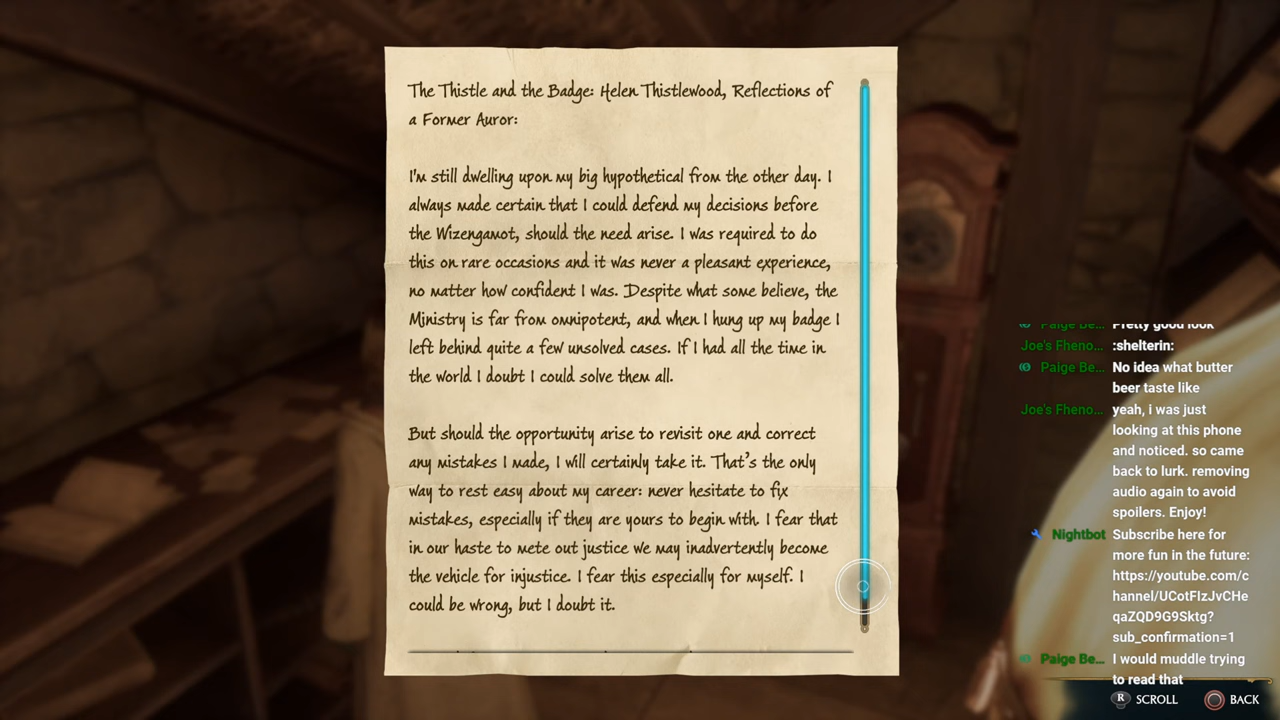 The Thistle and the Badge: Helen Thistlewood, Reflections of
a Former Auror:
I'm still dwelling upon my big hypothetical from the other day. I
always made certain that I could defend my decisions before
the Wizengamot, should the need arise. I was required to do
this on rare occasions and it was never a pleasant experience,
no matter how confident I was. Despite what some believe, the
Ministry is far from omnipotent, and when I hung up my badge I
left behind quite a few unsolved cases. If I had all the time in
the world I doubt I could solve them all.
But should the opportunity arise to revisit one and correct
any mistakes I made, I will certainly take it. That's the only
way to rest easy about my career: never hesitate to fix
mistakes, especially if they are yours to begin with. I fear that
in our haste to mete out justice we may inadvertently become
the vehicle for injustice. I fear this especially for myself. I
could be wrong, but I doubt it.
Paige Be... Pretty good look
Joe's Fheno... :shelterin:
Paige Be... No idea what butter
beer taste like
Joe's Fheno... yeah, i was just
looking at this phone
and noticed. so came
back to lurk. removing
audio again to avoid
spoilers. Enjoy!
Nightbot Subscribe here for
more fun in the future:
https://youtube.com/c
hannel/UCotFIzJvCHe
qaZQD9G9Sktg?
sub_confirmation=1
Paige Be... I would muddle trying
to read that
R SCROLL BACK